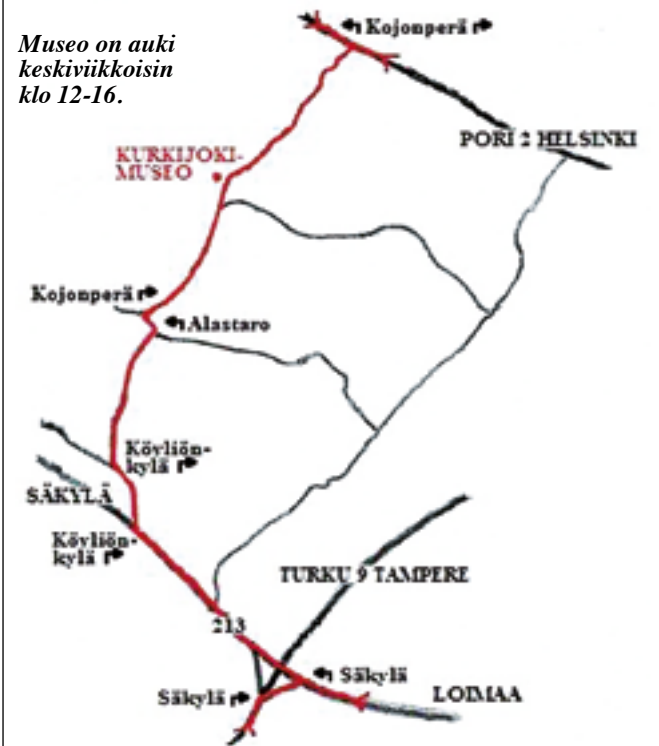 Museo on auki
keskiviikkoisin
klo 12-16.
Kojonperä
PORI 2 HELSINKI
KURKIJOKI-
MUSEO
Kojonperä
Alastaro
Köyliön-
kylä
SÄKYLÄ
Köyliön-
kylä
TURKU 9 TAMPERE
213
Säkylä
Säkylä
LOIMAA